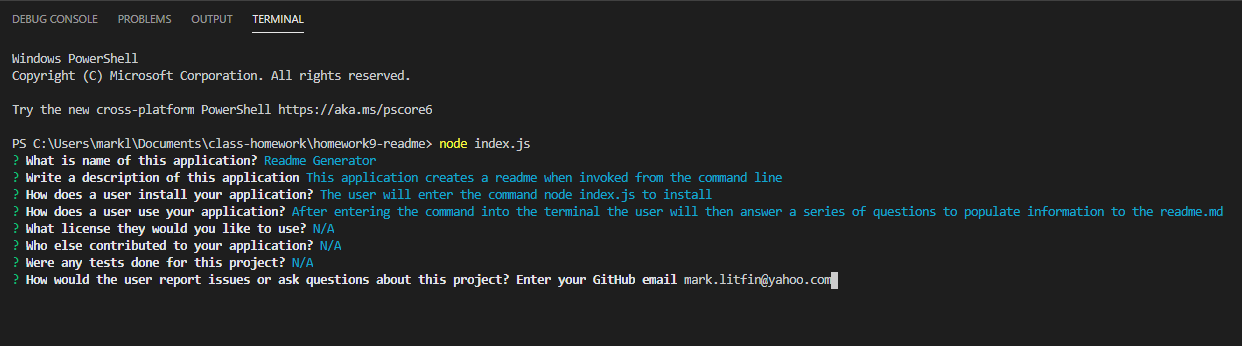 DEBUG CONSOLE PROBLEMS OUTPUT TERMINAL
Windows PowerShell
Copyright (C) Microsoft Corporation. All rights reserved.
Try the new cross-platform PowerShell https://aka.ms/pscore6
PS C:\Users\markl\Documents\class-homework\homework9-readme> node index.js
? What is name of this application? Readme Generator
? Write a description of this application This application creates a readme when invoked from the command line
? How does a user install your application? The user will enter the command node index.js to install
? How does a user use your application? After entering the command into the terminal the user will then answer a series of questions to populate information to the readme.md
? What license they would you like to use? N/A
? Who else contributed to your application? N/A
? Were any tests done for this project? N/A
? How would the user report issues or ask questions about this project? Enter your GitHub email mark.litfin@yahoo.com